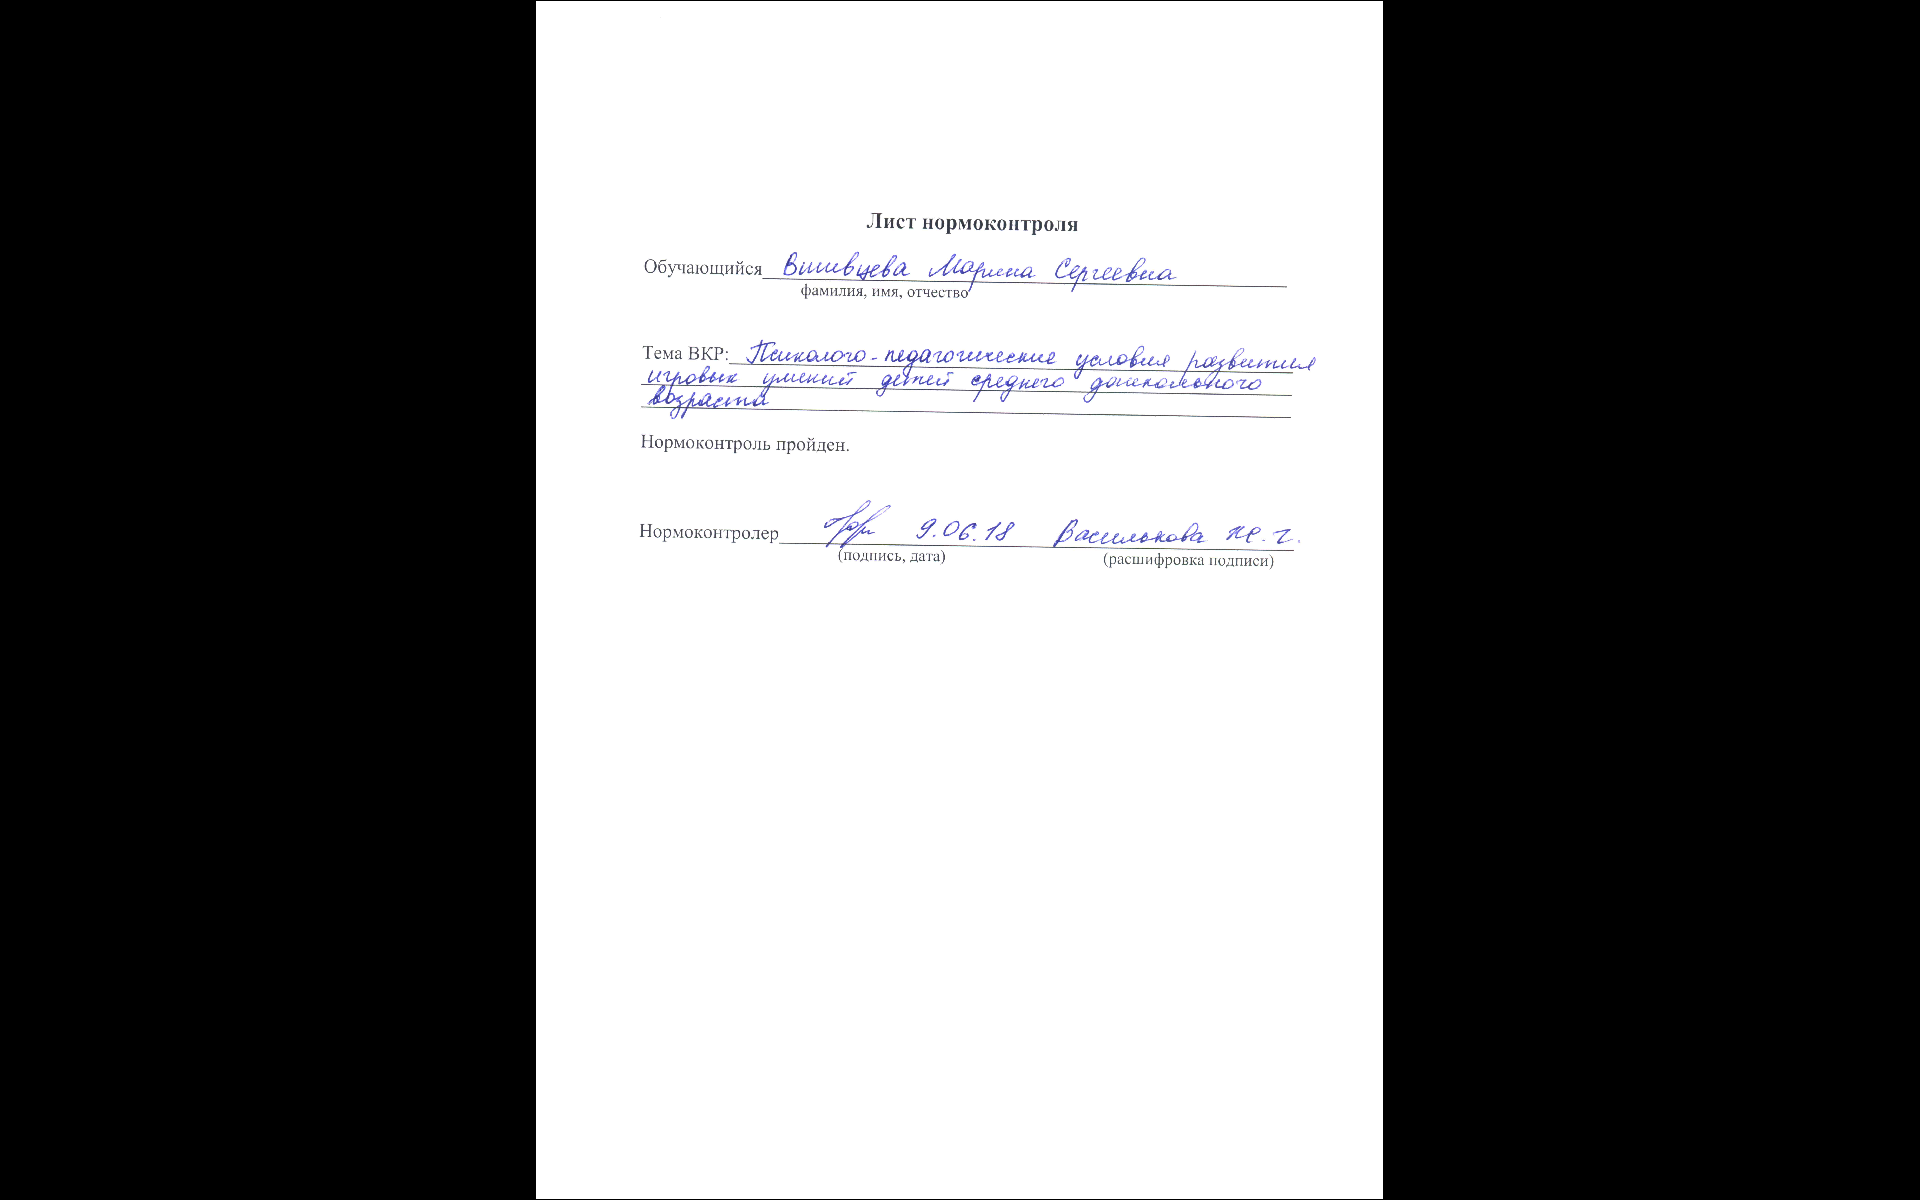 Лист нормоконтроля
Обучающийся Вшивцева Марина Сергеевна
фамилия, имя, отчество
Тема ВКР: Психолого-педагогические условия развития
игровых умений детей среднего дошкольного
возраста
Нормоконтроль пройден.
Нормоконтролер 9.06.18 Василькова
(подпись, дата) (расшифровка подписи)